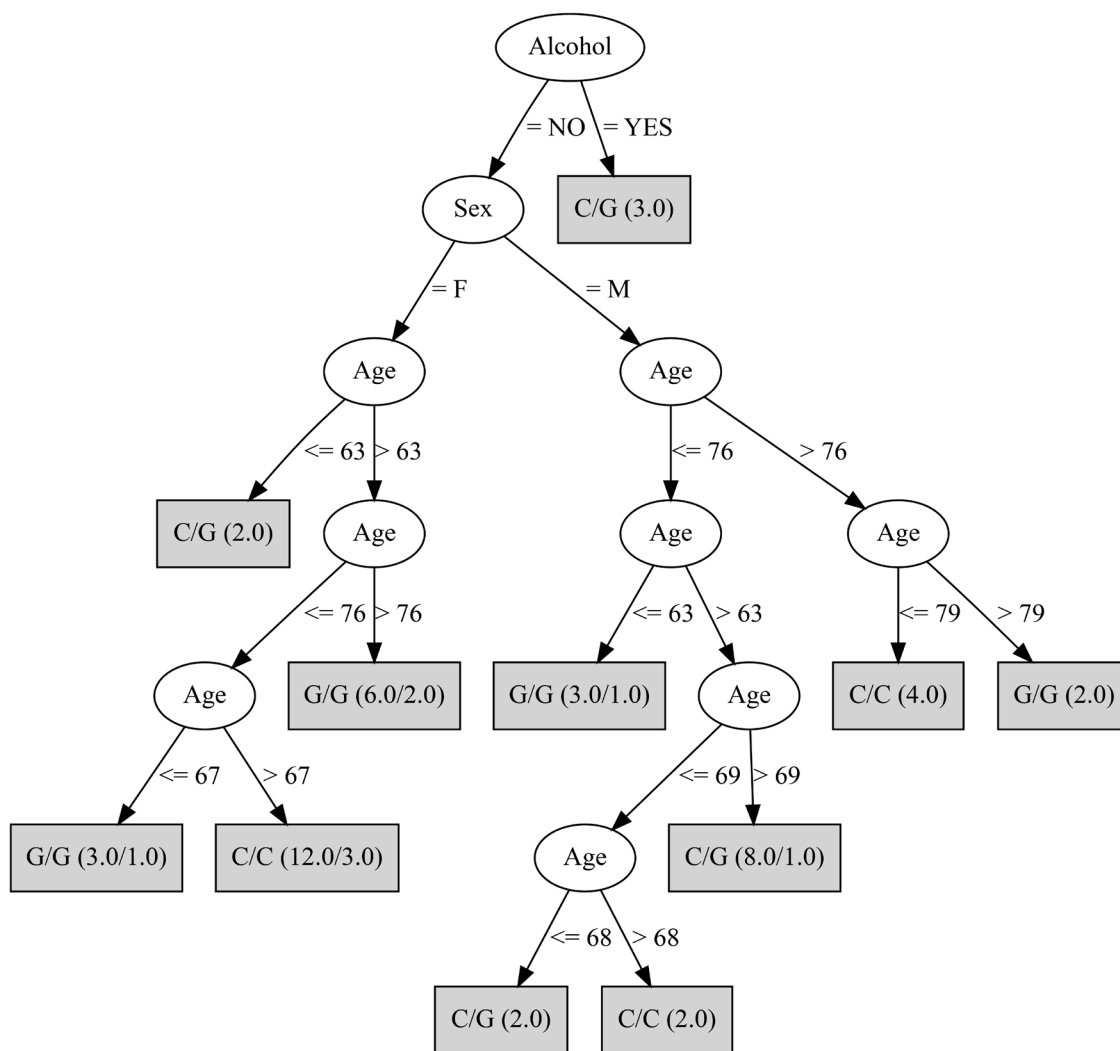 Alcohol
= NO
= YES
Sex
C/G (3.0)
= F
= M
Age
Age
<= 63
> 63
<= 76
> 76
C/G (2.0)
Age
Age
Age
<= 76
> 76
<= 63
> 63
<= 79
> 79
Age
G/G (6.0/2.0)
G/G (3.0/1.0)
Age
C/C (4.0)
G/G (2.0)
<= 67
> 67
<= 69
> 69
G/G (3.0/1.0)
C/C (12.0/3.0)
Age
C/G (8.0/1.0)
<= 68
> 68
C/G (2.0)
C/C (2.0)